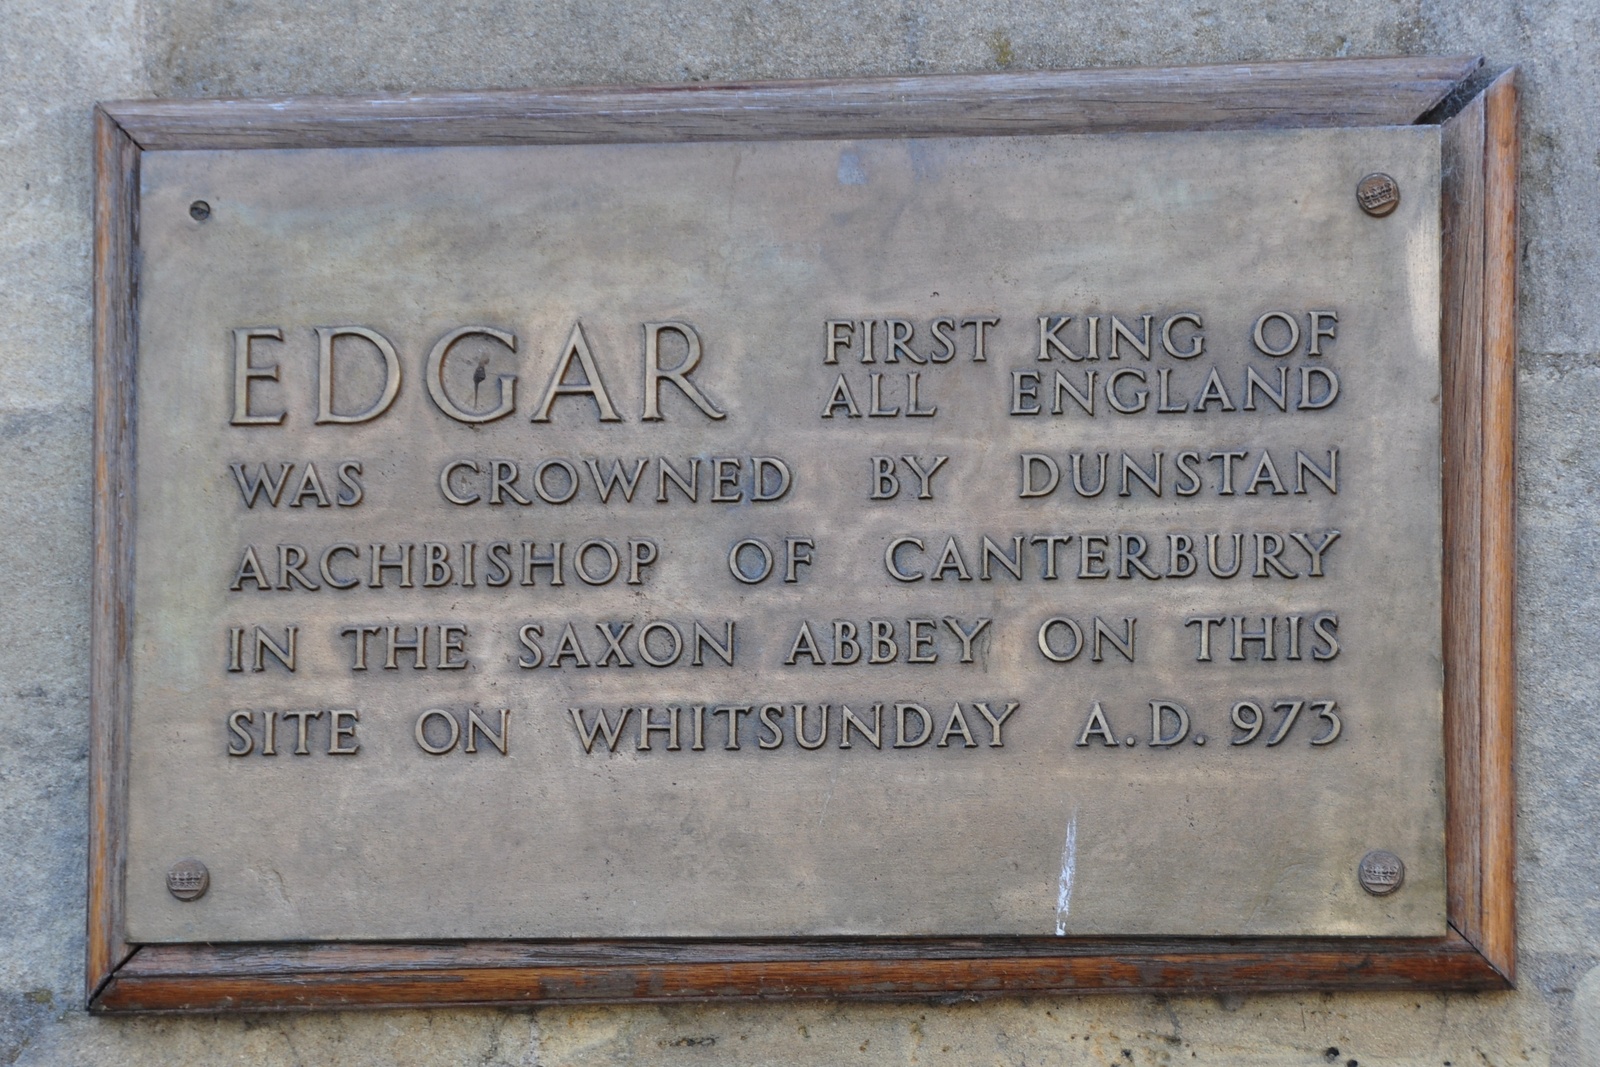 EDGAR FIRST KING OF
ALL ENGLAND
WAS CROWNED BY DUNSTAN
ARCHBISHOP OF CANTERBURY
IN THE SAXON ABBEY ON THIS
SITE ON WHITSUNDAY A.D. 973